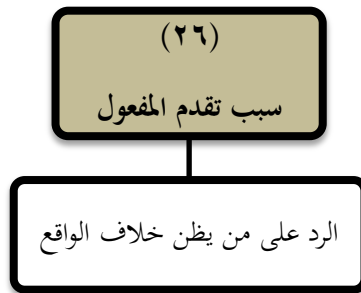 (٢٦)
سبب تقدم المفعول
الرد على من يظن خلاف الواقع